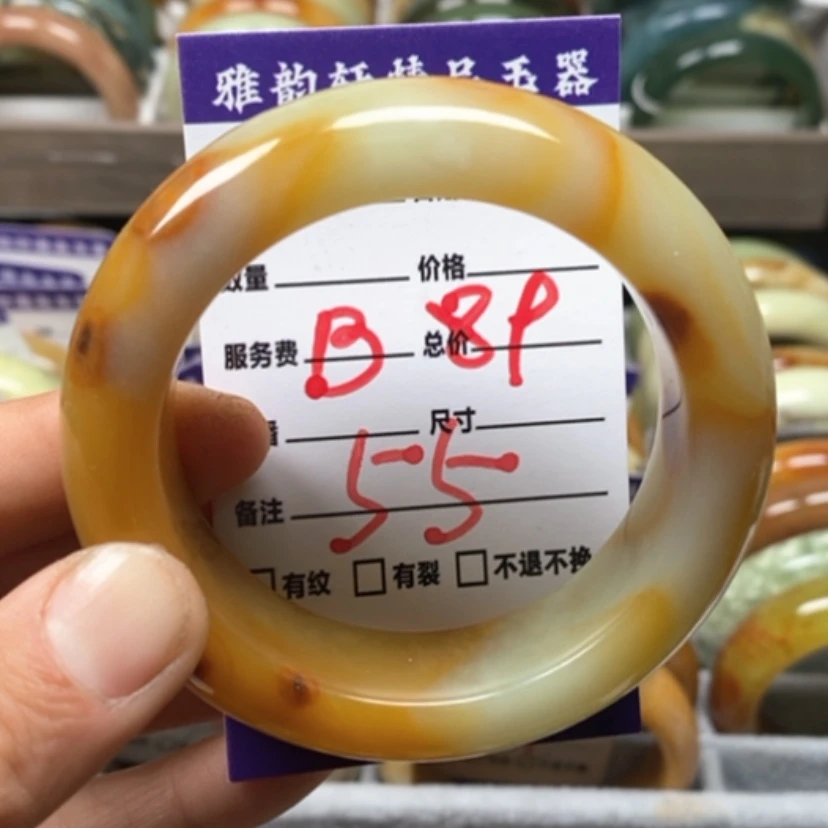 雅韵轩精品玉器
数量 价格
服务费 B 总价 8P
尺寸
55
备注
有纹 有裂 不退不换